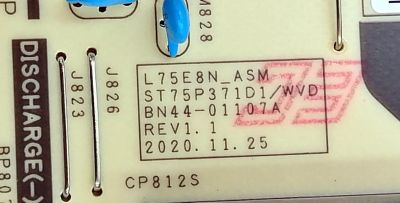 M828
DISCHARGE(-)
J823
J826
L75E8N_ASM
ST75P371D1/WVD
BN44-01107A
REV1.1
2020.11.25
CP812S